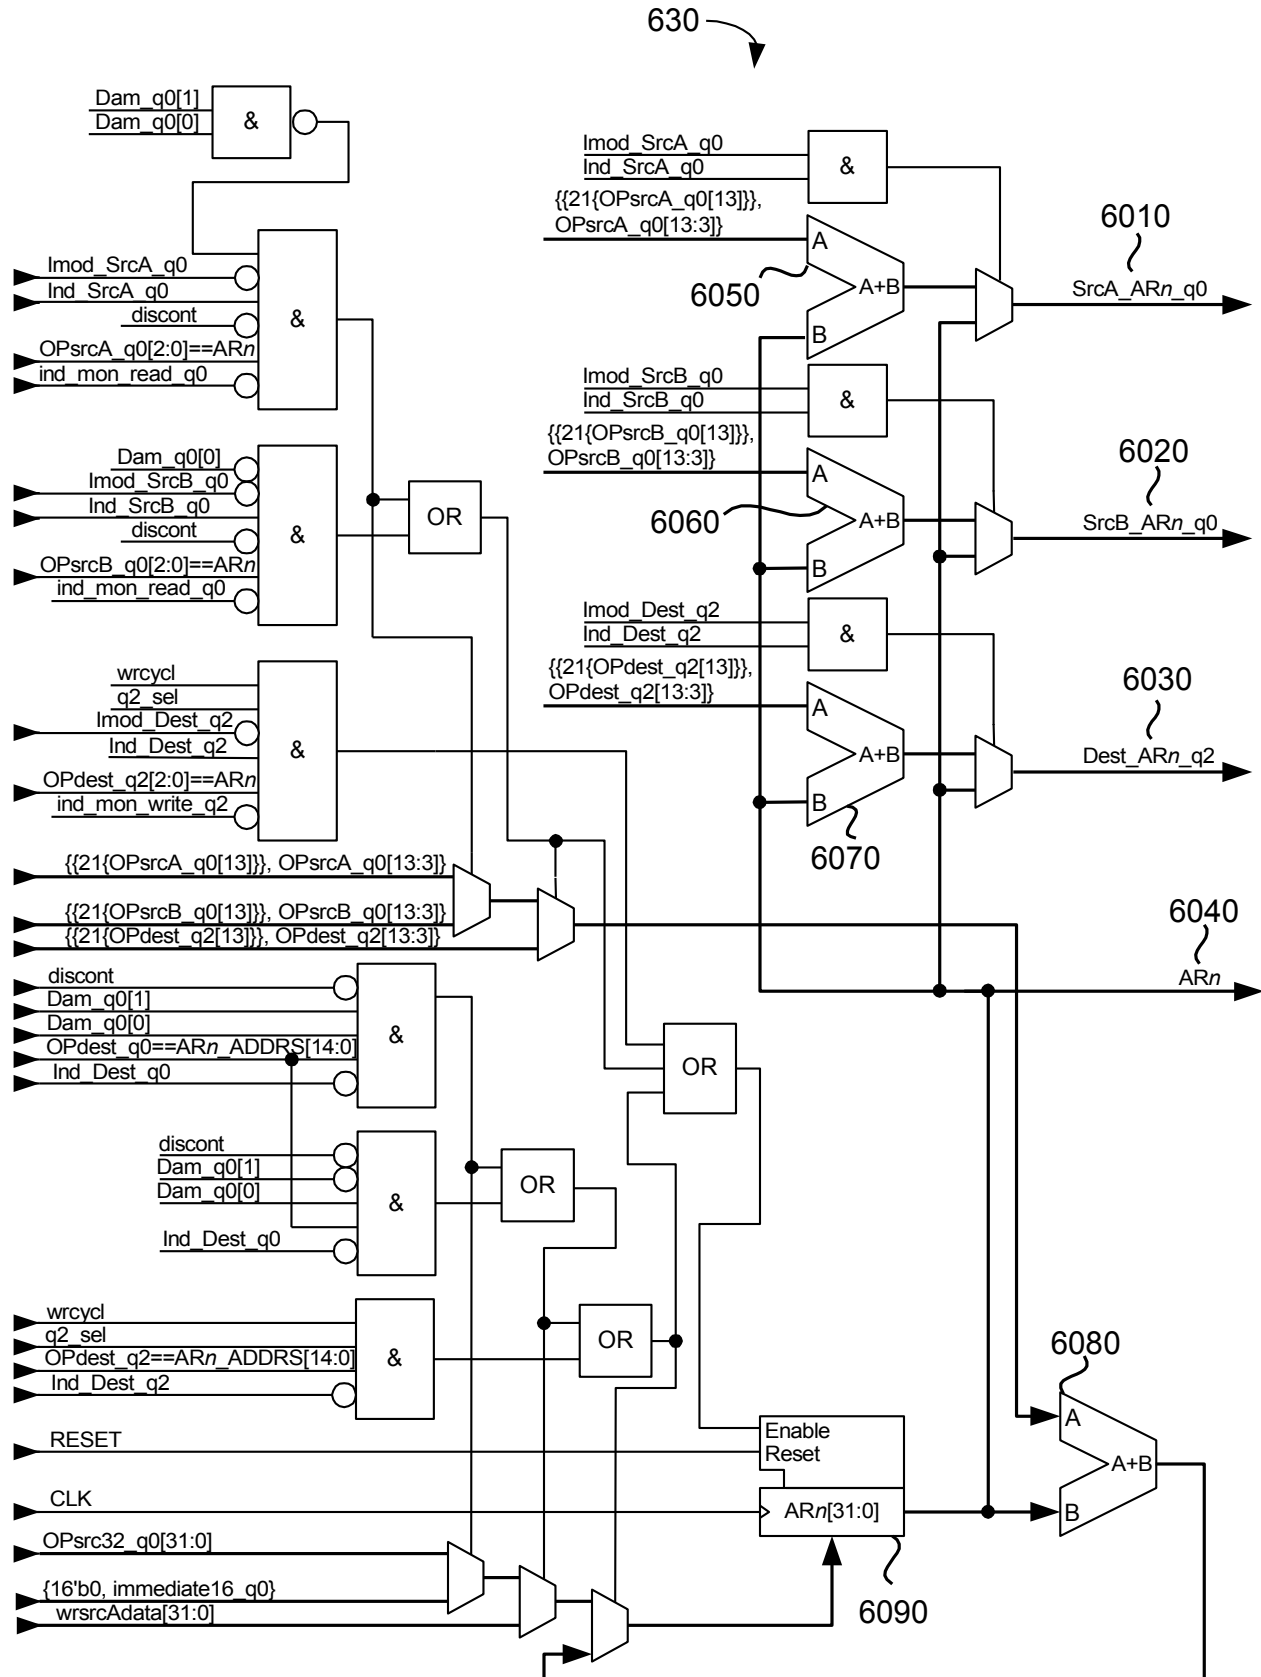 630
Dam_q0[1]
Dam_q0[0]
&
Imod_SrcA_q0
Ind_SrcA_q0
discont
OPsrcA_q0[2:0]==ARn
ind_mon_read_q0
&
Dam_q0[0]
Imod_SrcB_q0
Ind_SrcB_q0
discont
OPsrcB_q0[2:0]==ARn
ind_mon_read_q0
&
OR
wrcycl
q2_sel
Imod_Dest_q2
Ind_Dest_q2
OPdest_q2[2:0]==ARn
ind_mon_write_q2
&
{{21{OPsrcA_q0[13]}}, OPsrcA_q0[13:3]}
{{21{OPsrcB_q0[13]}}, OPsrcB_q0[13:3]}
{{21{OPdest_q2[13]}}, OPdest_q2[13:3]}
discont
Dam_q0[1]
Dam_q0[0]
OPdest_q0==ARn_ADDRS[14:0]
Ind_Dest_q0
&
discont
Dam_q0[1]
Dam_q0[0]
Ind_Dest_q0
&
OR
OR
wrcycl
q2_sel
OPdest_q2==ARn_ADDRS[14:0]
Ind_Dest_q2
&
OR
RESET
CLK
OPsrc32_q0[31:0]
{16'b0, immediate16_q0}
wrsrcAdata[31:0]
Imod_SrcA_q0
Ind_SrcA_q0
&
{{21{OPsrcA_q0[13]}},
OPsrcA_q0[13:3]}
A
A+B
B
6050
6010
SrcA_ARn_q0
Imod_SrcB_q0
Ind_SrcB_q0
&
{{21{OPsrcB_q0[13]}},
OPsrcB_q0[13:3]}
A
A+B
B
6060
6020
SrcB_ARn_q0
Imod_Dest_q2
Ind_Dest_q2
&
{{21{OPdest_q2[13]}},
OPdest_q2[13:3]}
A
A+B
B
6070
6030
Dest_ARn_q2
6040
ARn
6080
A
A+B
B
Enable
Reset
ARn[31:0]
6090